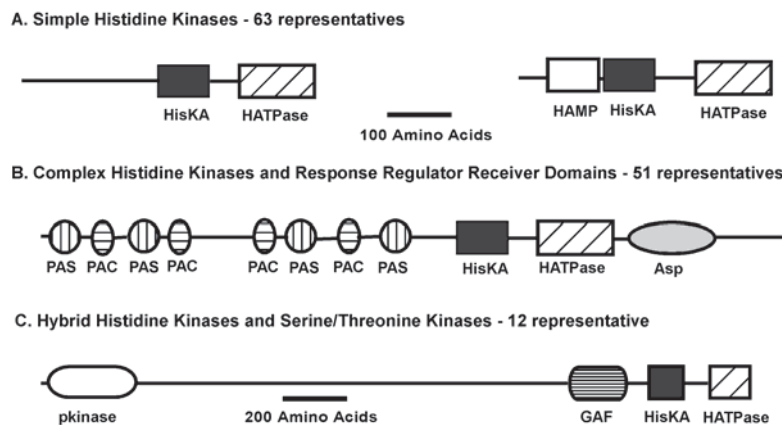 A. Simple Histidine Kinases - 63 representatives
HisKA HATPase HAMP HisKA HATPase
100 Amino Acids
B. Complex Histidine Kinases and Response Regulator Receiver Domains - 51 representatives
PAS PAC PAS PAC PAC PAS PAC PAS HisKA HATPase Asp
C. Hybrid Histidine Kinases and Serine/Threonine Kinases - 12 representative
pkinase 200 Amino Acids GAF HisKA HATPase